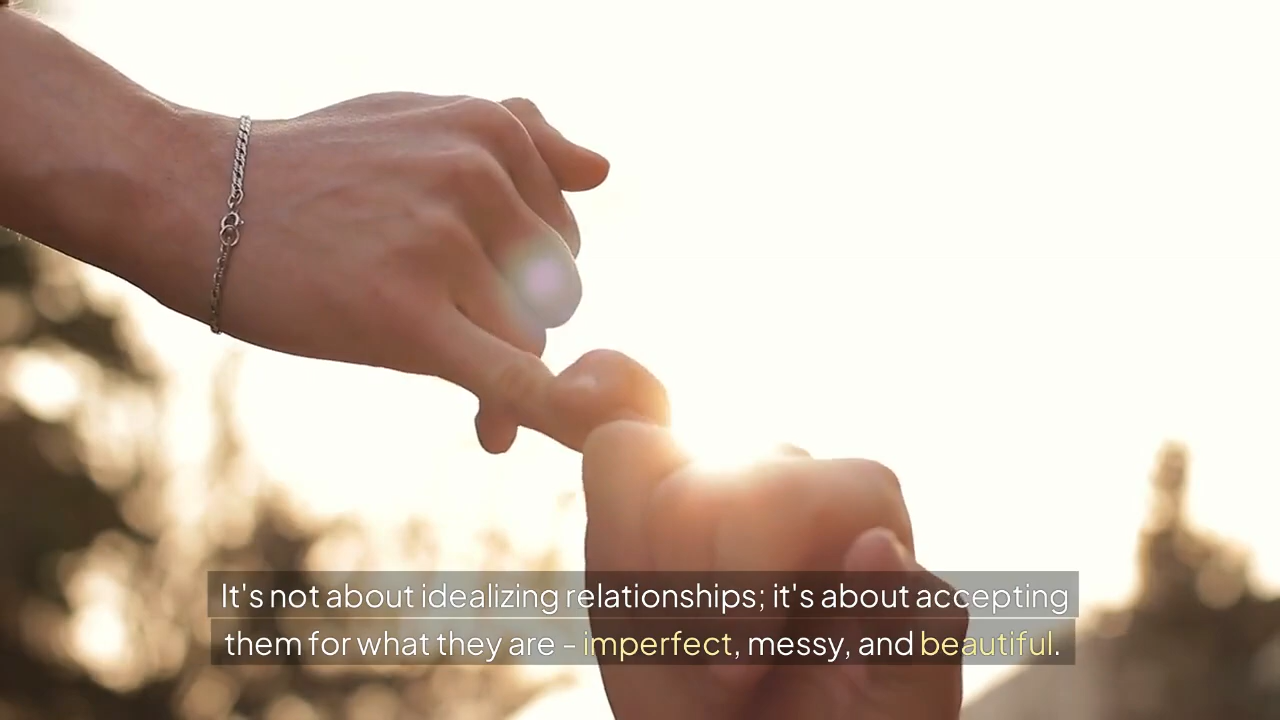 It's not about idealizing relationships; it's about accepting
them for what they are – imperfect, messy, and beautiful.